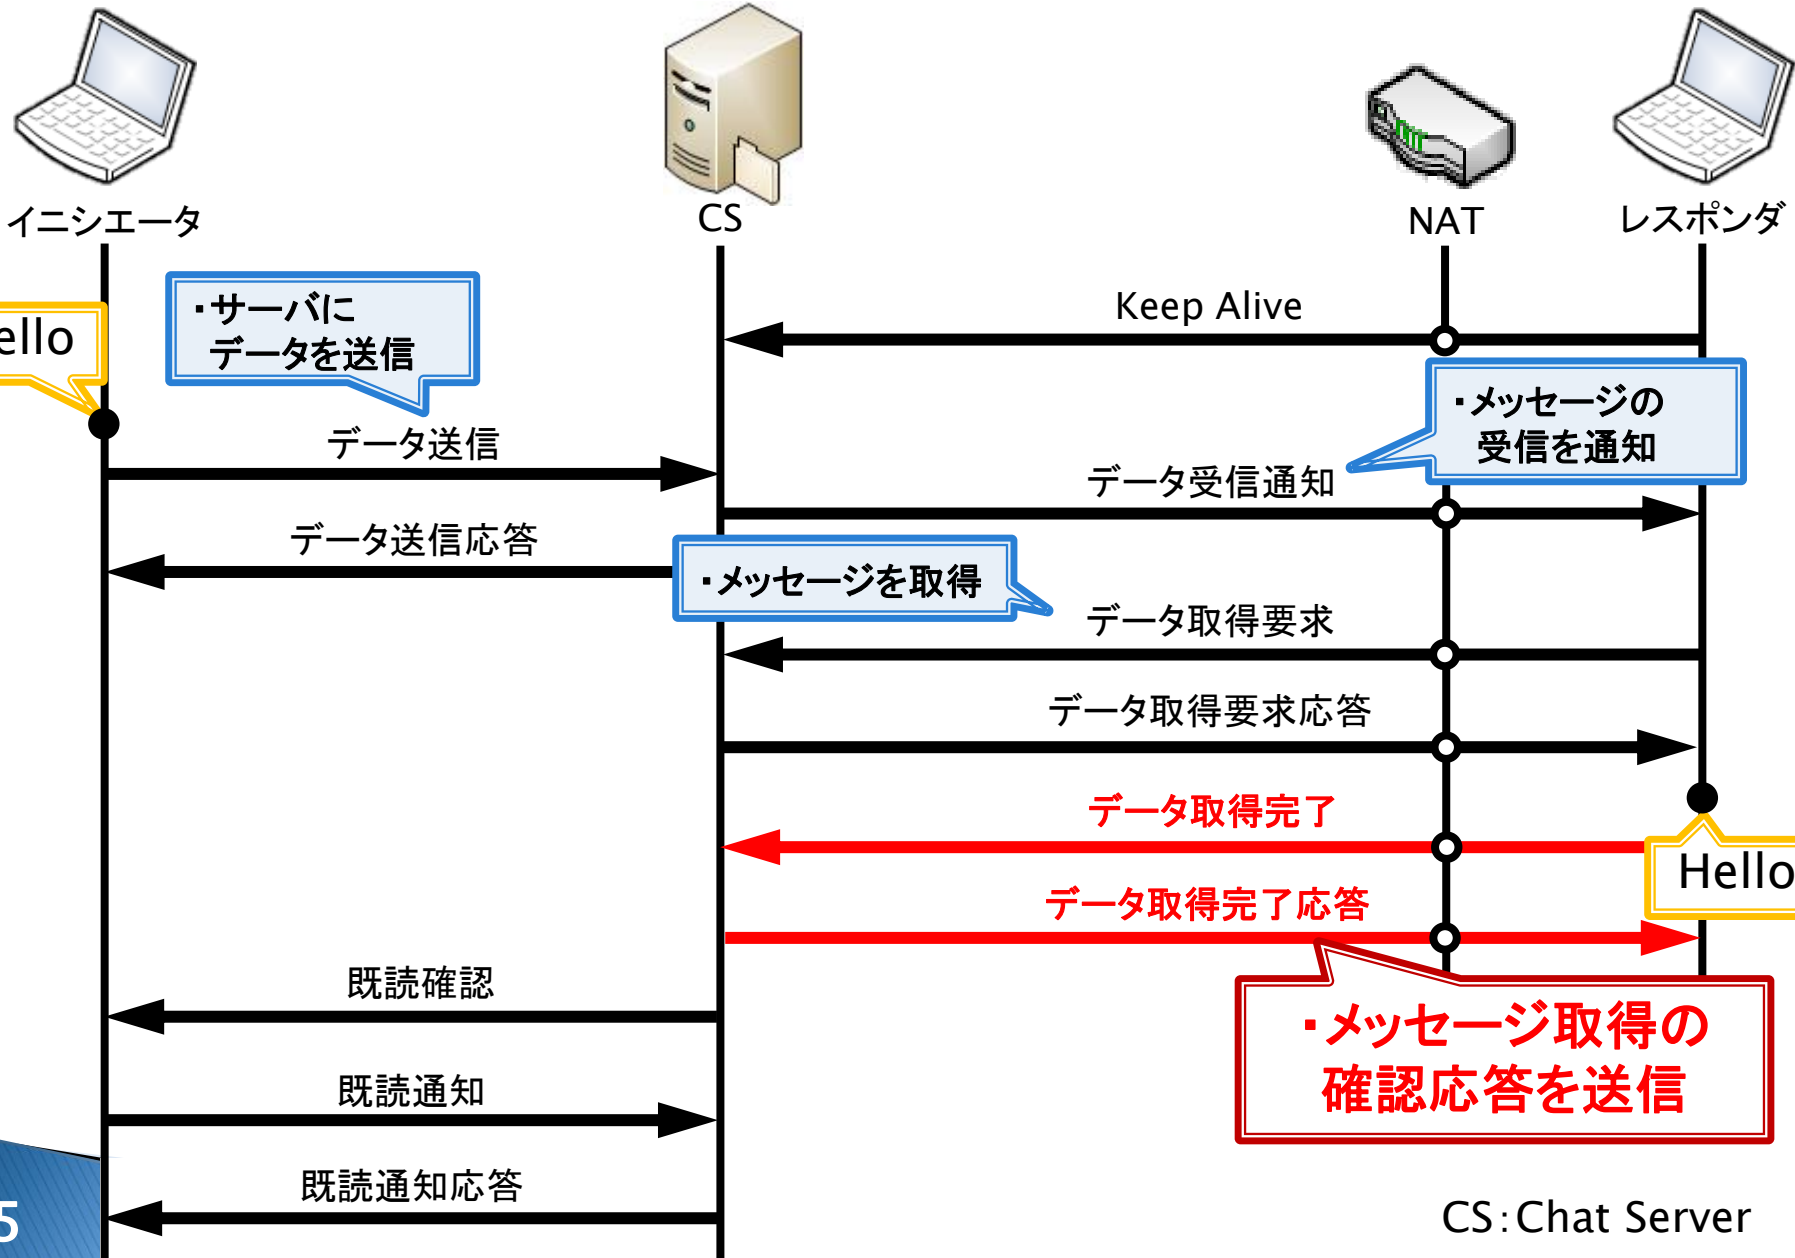 イニシエータ
CS
NAT
レスポンダ
Keep Alive
・サーバに
データを送信
ello
・メッセージの
受信を通知
データ送信
データ受信通知
データ送信応答
・メッセージを取得
データ取得要求
データ取得要求応答
データ取得完了
Hello
データ取得完了応答
既読確認
・メッセージ取得の
確認応答を送信
既読通知
既読通知応答
5
CS:Chat Server